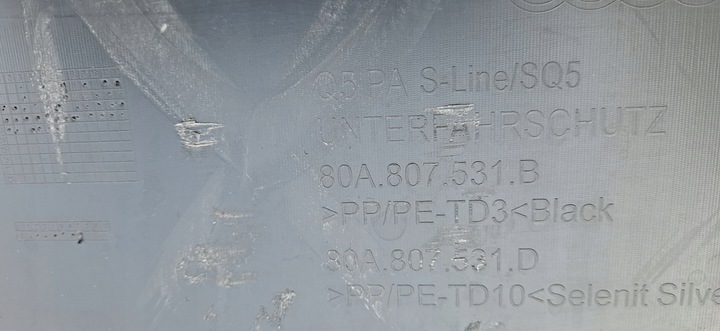 Q5 PA S-Line/SQ5
UNTERFAHRSCHUTZ
80A.807.531.B
>PP/PE-TD3<Black
80A.807.531.D
>PP/PE-TD10<Selenit Silve